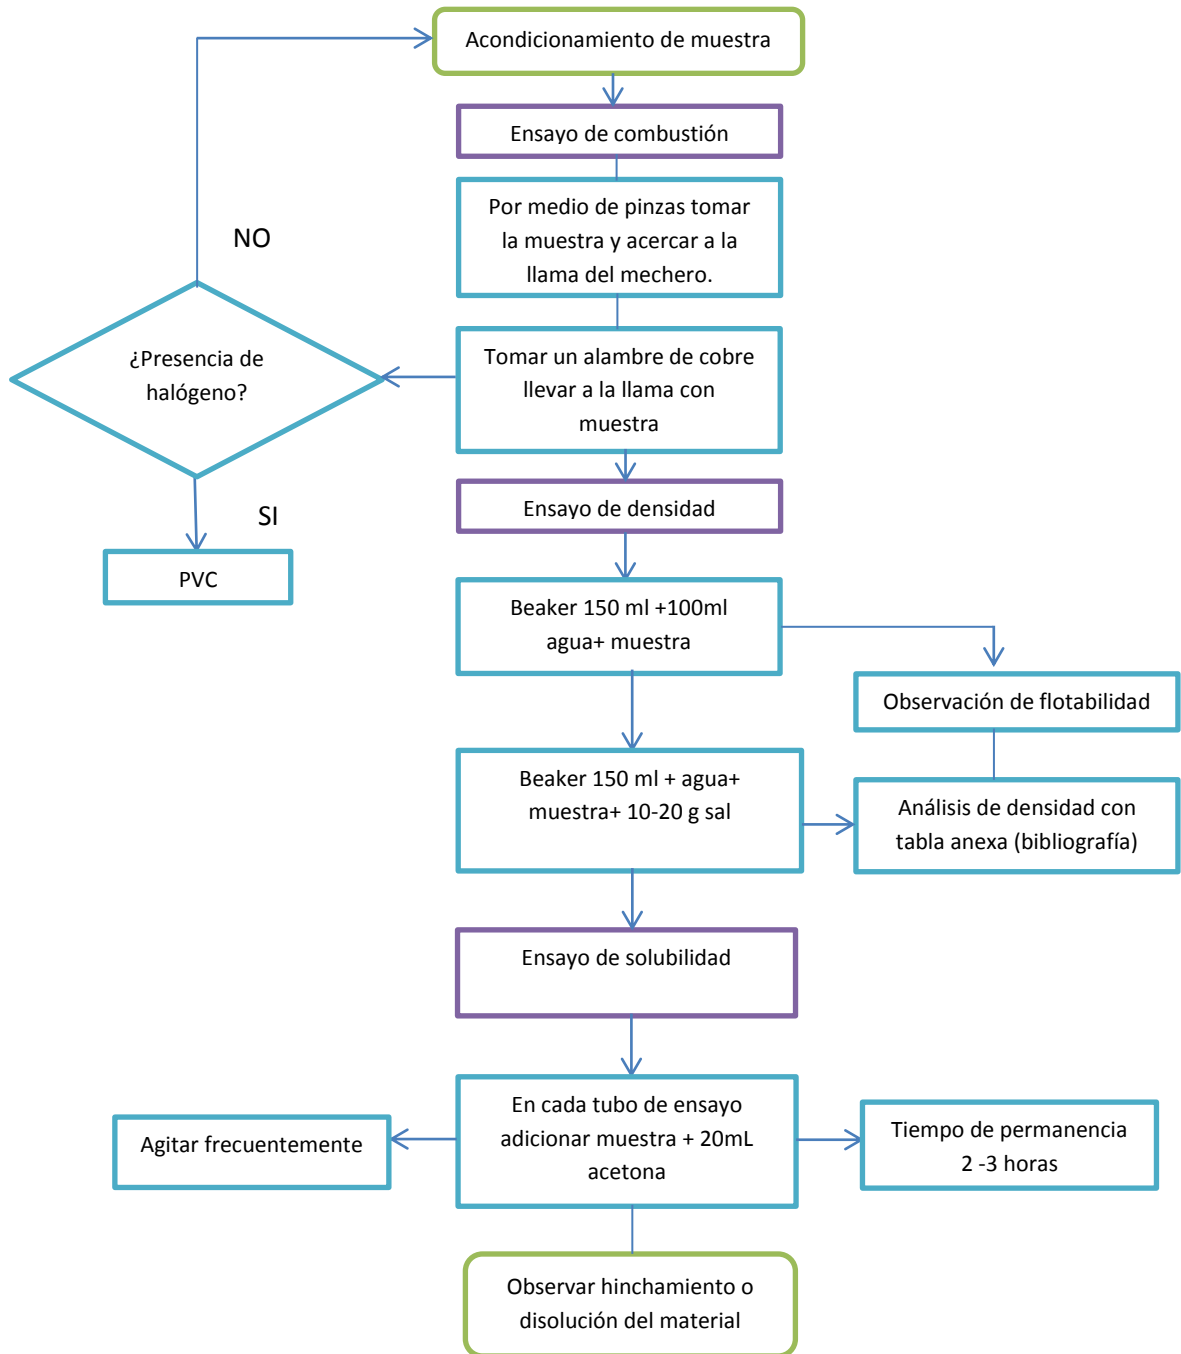 Acondicionamiento de muestra
Ensayo de combustión
Por medio de pinzas tomar
la muestra y acercar a la
llama del mechero.
NO
¿Presencia de
halógeno?
Tomar un alambre de cobre
llevar a la llama con
muestra
SI
PVC
Ensayo de densidad
Beaker 150 ml +100ml
agua+ muestra
Observación de flotabilidad
Beaker 150 ml + agua+
muestra+ 10-20 g sal
Análisis de densidad con
tabla anexa (bibliografía)
Ensayo de solubilidad
En cada tubo de ensayo
adicionar muestra + 20mL
acetona
Agitar frecuentemente
Tiempo de permanencia
2 -3 horas
Observar hinchamiento o
disolución del material